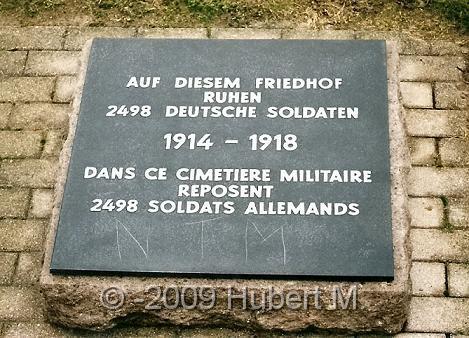 AUF DIESEM FRIEDHOF
RUHEN
2498 DEUTSCHE SOLDATEN
1914 - 1918
DANS CE CIMETIERE MILITAIRE
REPOSENT
2498 SOLDATS ALLEMANDS
N T M
© -2009 Hubert M